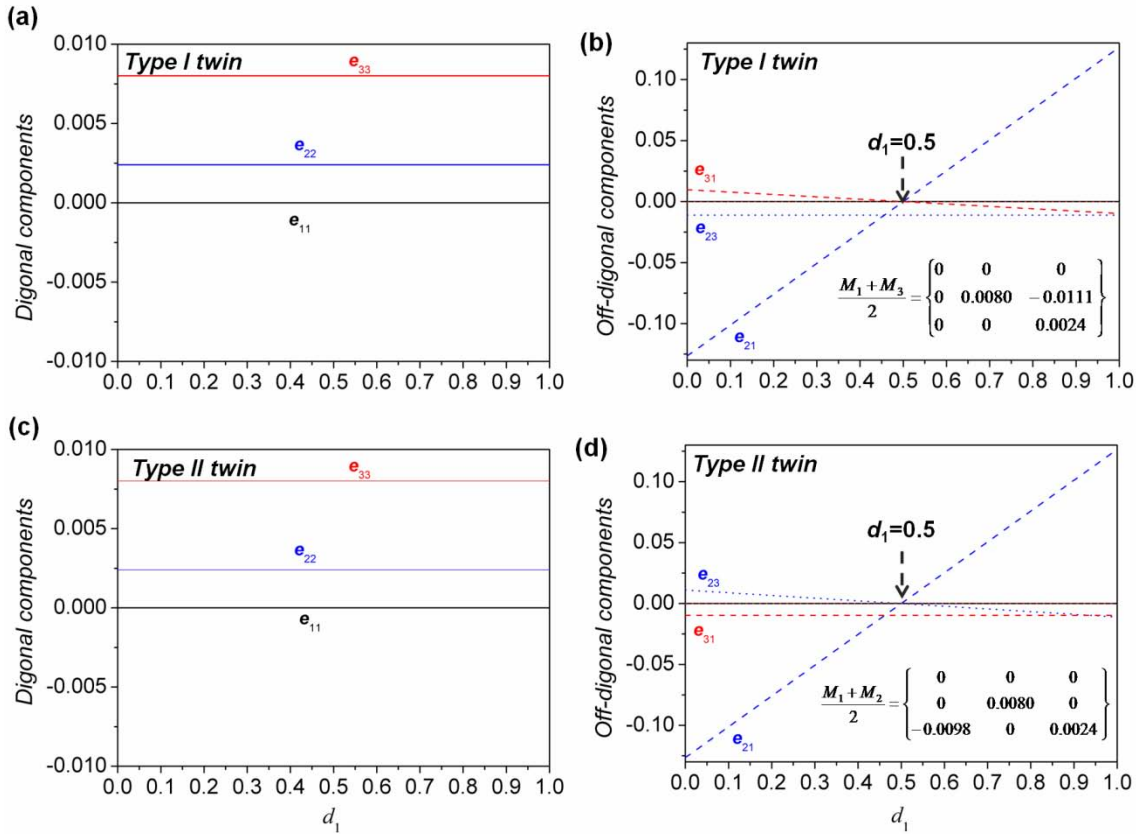 (a)
Type I twin
e33
e22
e11
Digonal components
0.010
0.005
0.000
-0.005
-0.010
0.0 0.1 0.2 0.3 0.4 0.5 0.6 0.7 0.8 0.9 1.0
(b)
Type I twin
d1=0.5
e31
e23
e21
(M1 + M3)/2 = {0 0 0
0 0.0080 −0.0111
0 0 0.0024}
Off-digonal components
0.10
0.05
0.00
-0.05
-0.10
0.0 0.1 0.2 0.3 0.4 0.5 0.6 0.7 0.8 0.9 1.0
(c)
Type II twin
e33
e22
e11
Digonal components
0.010
0.005
0.000
-0.005
-0.010
0.0 0.1 0.2 0.3 0.4 0.5 0.6 0.7 0.8 0.9 1.0
d1
(d)
Type II twin
d1=0.5
e23
e31
e21
(M1 + M2)/2 = {0 0 0
0 0.0080 0
−0.0098 0 0.0024}
Off-digonal components
0.10
0.05
0.00
-0.05
-0.10
0.0 0.1 0.2 0.3 0.4 0.5 0.6 0.7 0.8 0.9 1.0
d1